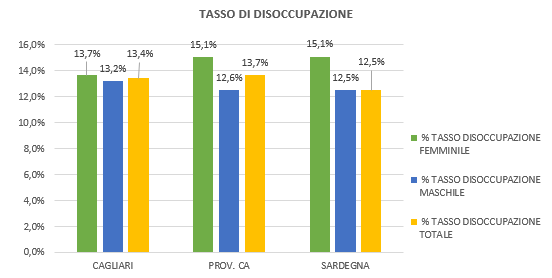 TASSO DI DISOCCUPAZIONE
16,0%
14,0%
12,0%
10,0%
8,0%
6,0%
4,0%
2,0%
0,0%
13,7%
13,2%
13,4%
15,1%
12,6%
13,7%
15,1%
12,5%
12,5%
CAGLIARI
PROV. CA
SARDEGNA
% TASSO DISOCCUPAZIONE
FEMMINILE
% TASSO DISOCCUPAZIONE
MASCHILE
% TASSO DISOCCUPAZIONE
TOTALE